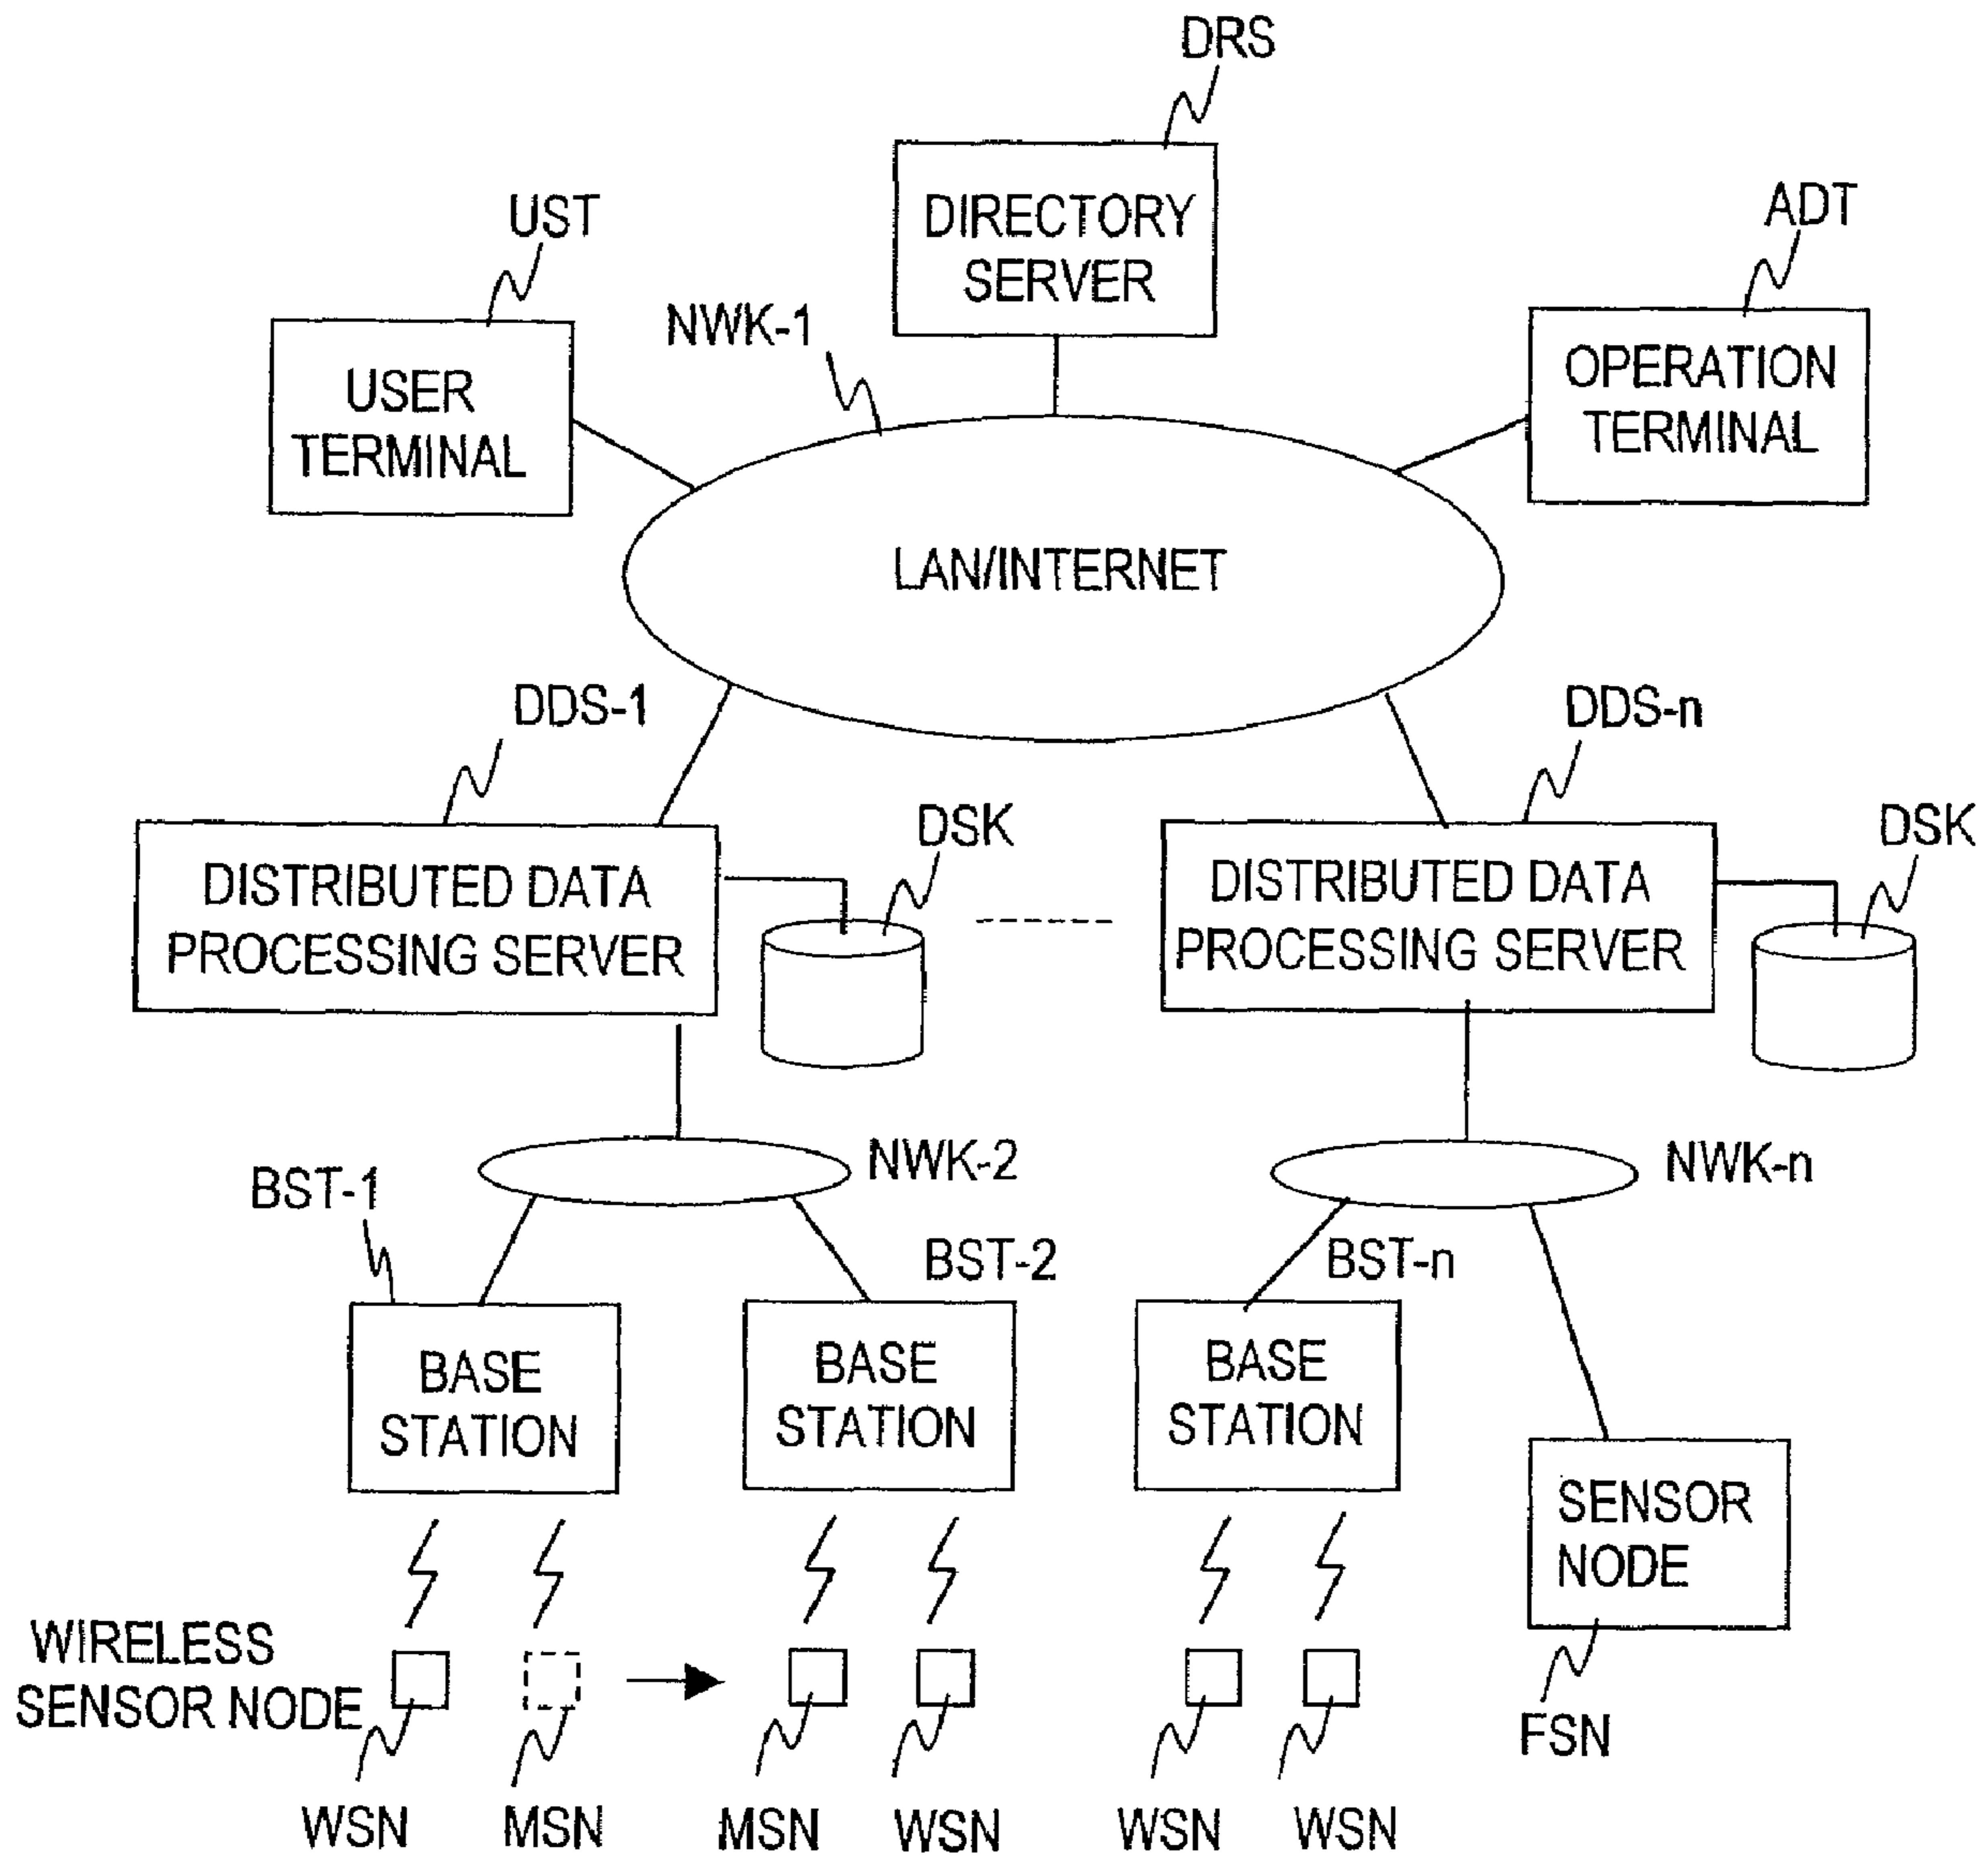 DRS
DIRECTORY
SERVER
UST
USER
TERMINAL
NWK-1
ADT
OPERATION
TERMINAL
LAN/INTERNET
DDS-1
DISTRIBUTED DATA
PROCESSING SERVER
DSK
DDS-n
DISTRIBUTED DATA
PROCESSING SERVER
DSK
NWK-2
NWK-n
BST-1
BASE
STATION
BST-2
BASE
STATION
BST-n
BASE
STATION
SENSOR
NODE
FSN
WIRELESS
SENSOR NODE
WSN
MSN
MSN
WSN
WSN
WSN